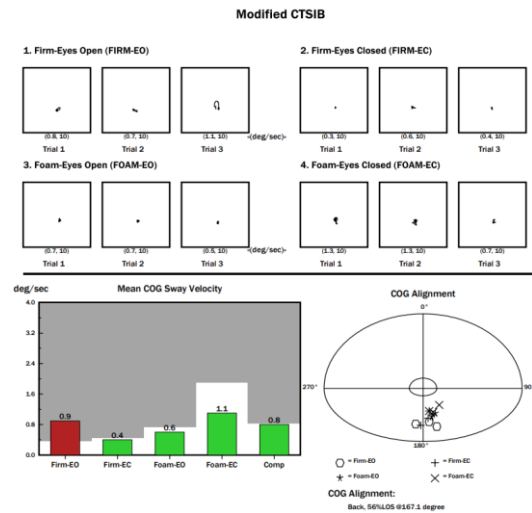 Modified CTSIB
1. Firm-Eyes Open (FIRM-EO)
2. Firm-Eyes Closed (FIRM-EC)
(0.8, 10) (0.7, 10) (1.1, 10) -(deg/sec)- (0.3, 10) (0.6, 10) (0.4, 10)
Trial 1 Trial 2 Trial 3 Trial 1 Trial 2 Trial 3
3. Foam-Eyes Open (FOAM-EO)
4. Foam-Eyes Closed (FOAM-EC)
(0.7, 10) (0.7, 10) (0.5, 10) -(deg/sec)- (1.3, 10) (1.3, 10) (0.7, 10)
Trial 1 Trial 2 Trial 3 Trial 1 Trial 2 Trial 3
deg/sec
Mean COG Sway Velocity
4.0
3.2
2.4
1.6
0.8
0.0
0.9
0.4
0.6
1.1
0.8
Firm-EO Firm-EC Foam-EO Foam-EC Comp
COG Alignment
0°
270°
90
180°
= Firm-EO
= Firm-EC
= Foam-EO
= Foam-EC
COG Alignment:
Back, 56%LOS @167.1 degree